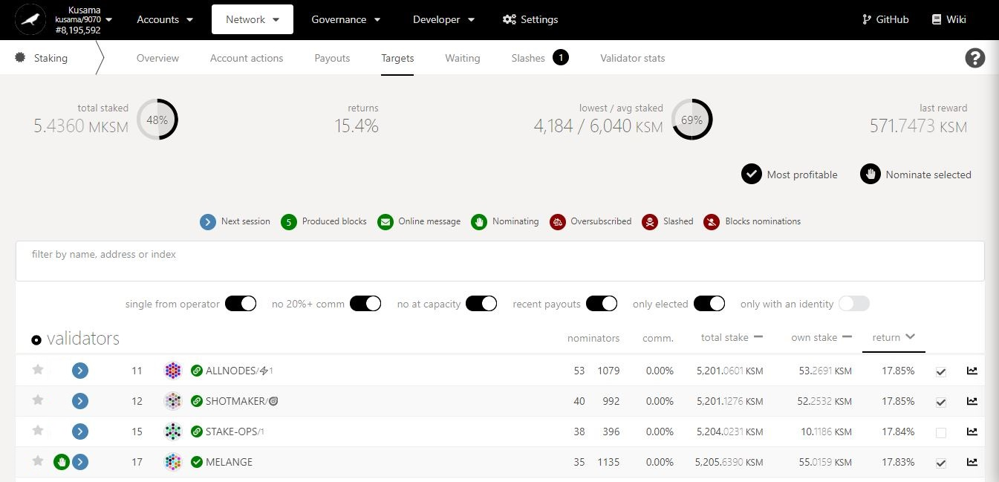 Kusama
kusama/9070
#8,195,592
Accounts
Network
Governance
Developer
Settings
GitHub
Wiki
Staking
Overview
Account actions
Payouts
Targets
Waiting
Slashes 1
Validator stats
?
total staked
5.4360 MKSM
48%
returns
15.4%
lowest / avg staked
4,184 / 6,040 KSM
69%
last reward
571.7473 KSM
Most profitable
Nominate selected
Next session
5 Produced blocks
Online message
Nominating
Oversubscribed
Slashed
Blocks nominations
filter by name, address or index
single from operator
no 20%+ comm
no at capacity
recent payouts
only elected
only with an identity
validators nominators comm. total stake own stake return
11 ALLNODES/⚡1 53 1079 0.00% 5,201.0601 KSM 53.2691 KSM 17.85%
12 SHOTMAKER/ 40 992 0.00% 5,201.1276 KSM 52.2532 KSM 17.85%
15 STAKE-OPS/1 38 396 0.00% 5,204.0231 KSM 10.1186 KSM 17.84%
17 MELANGE 35 1135 0.00% 5,205.6390 KSM 55.0159 KSM 17.83%